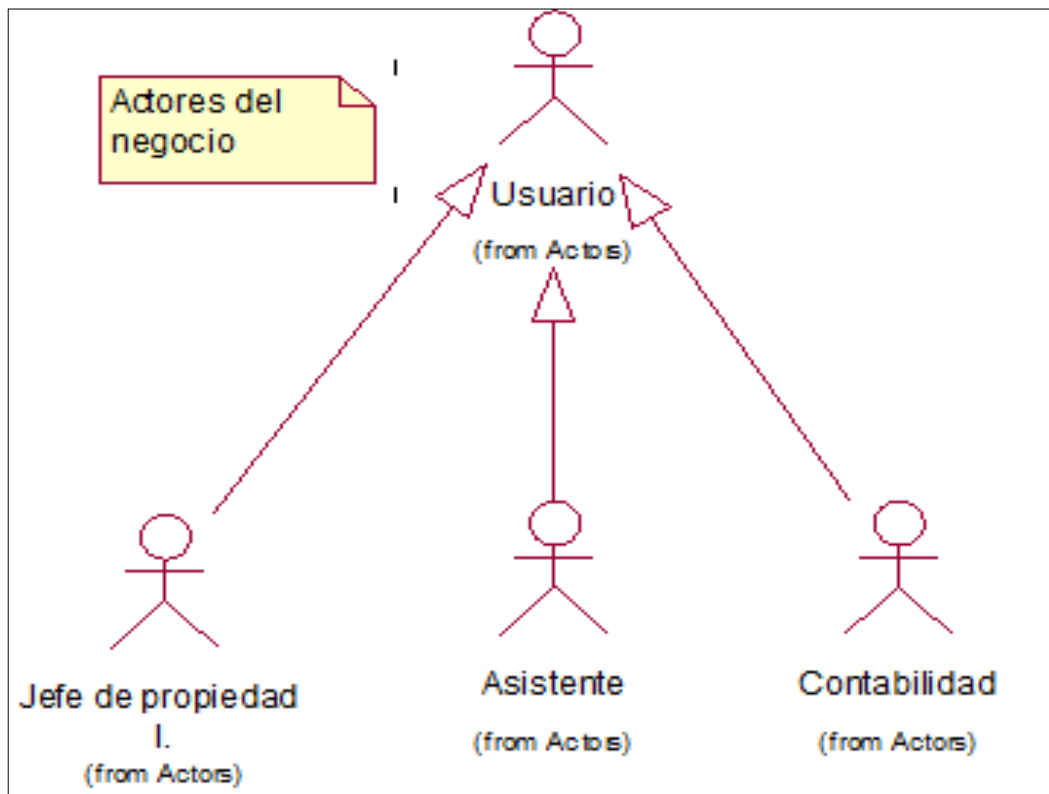 Actores del
negocio
Usuario
(from Actors)
Jefe de propiedad
I.
(from Actors)
Asistente
(from Actors)
Contabilidad
(from Actors)